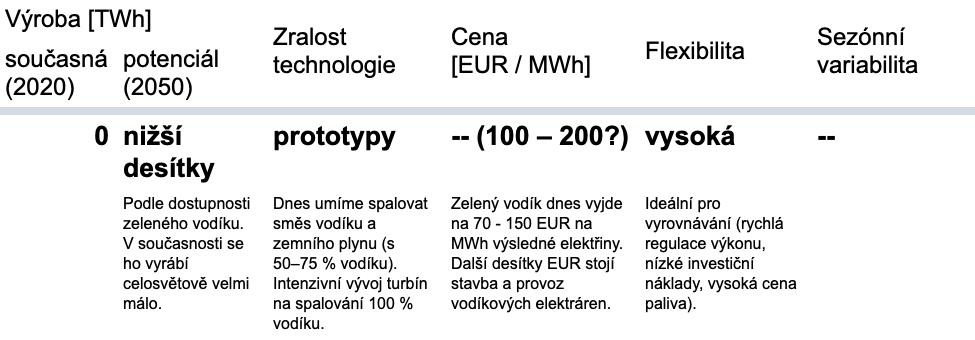 Výroba [TWh]
současná
(2020)
potenciál
(2050)
Zralost
technologie
Cena
[EUR / MWh]
Flexibilita
Sezónní
variabilita
0
nižší
desítky
prototypy
-- (100 – 200?)
vysoká
--
Podle dostupnosti
zeleného vodíku.
V současnosti se
ho vyrábí
celosvětově velmi
málo.
Dnes umíme spalovat
směs vodíku a
zemního plynu (s
50–75 % vodíku).
Intenzivní vývoj turbín
na spalování 100 %
vodíku.
Zelený vodík dnes vyjde
na 70 - 150 EUR na
MWh výsledné elektřiny.
Další desítky EUR stojí
stavba a provoz
vodíkových elektráren.
Ideální pro
vyrovnávání (rychlá
regulace výkonu,
nízké investiční
náklady, vysoká cena
paliva).